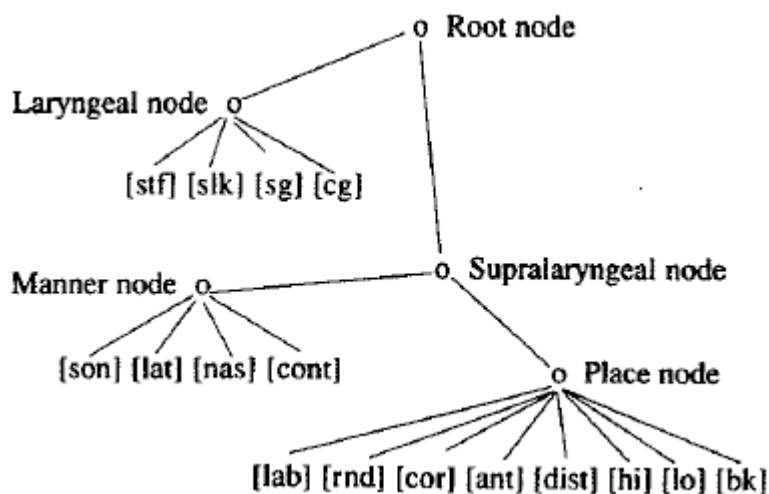 o Root node
Laryngeal node o
[stf] [slk] [sg] [cg]
Manner node o
o Supralaryngeal node
[son] [lat] [nas] [cont]
o Place node
[lab] [rnd] [cor] [ant] [dist] [hi] [lo] [bk]